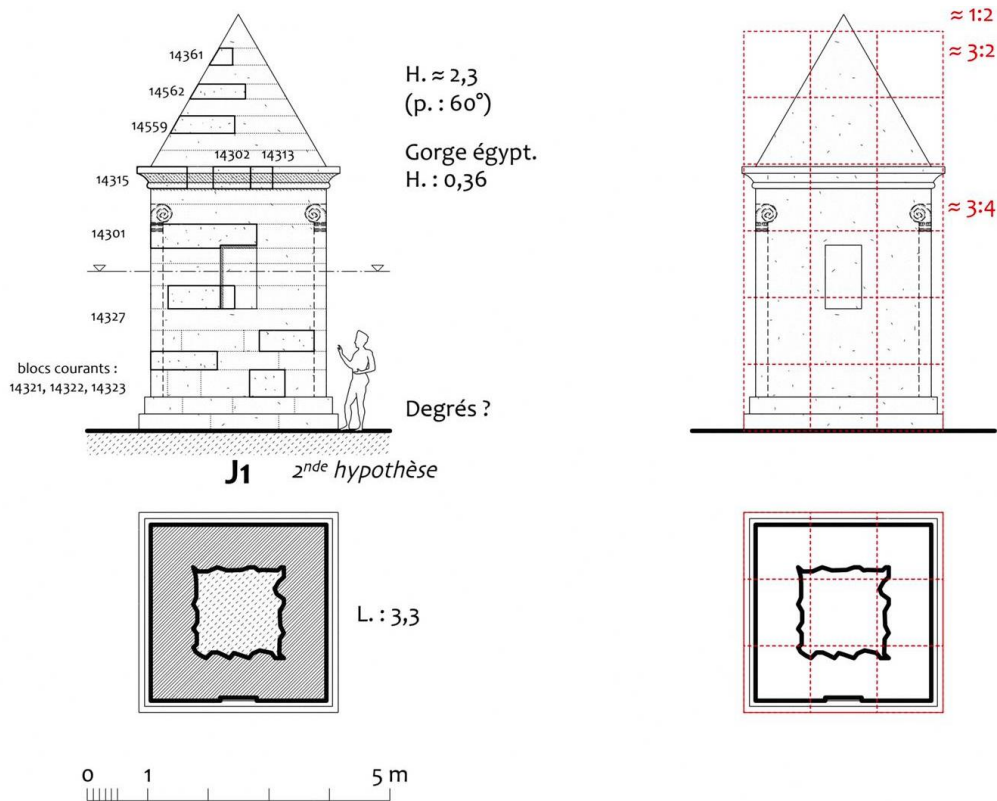 14361
14562
14559
14302 14313
14315
14301
14327
blocs courants :
14321, 14322, 14323
H. ≈ 2,3
(p. : 60°)
Gorge égypt.
H. : 0,36
Degrés ?
J1 2nde hypothèse
L. : 3,3
0 1 5 m
≈ 1:2
≈ 3:2
≈ 3:4